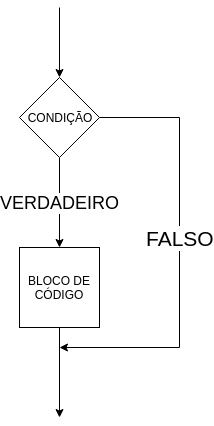 CONDIÇÃO
VERDADEIRO
FALSO
BLOCO DE
CÓDIGO